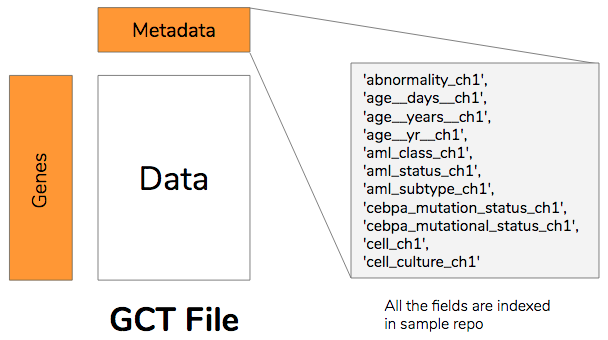 Metadata
Genes
Data
GCT File
'abnormality_ch1',
'age__days__ch1',
'age__years__ch1',
'age__yr__ch1',
'aml_class_ch1',
'aml_status_ch1',
'aml_subtype_ch1',
'cebpa_mutation_status_ch1',
'cebpa_mutational_status_ch1',
'cell_ch1',
'cell_culture_ch1'
All the fields are indexed
in sample repo